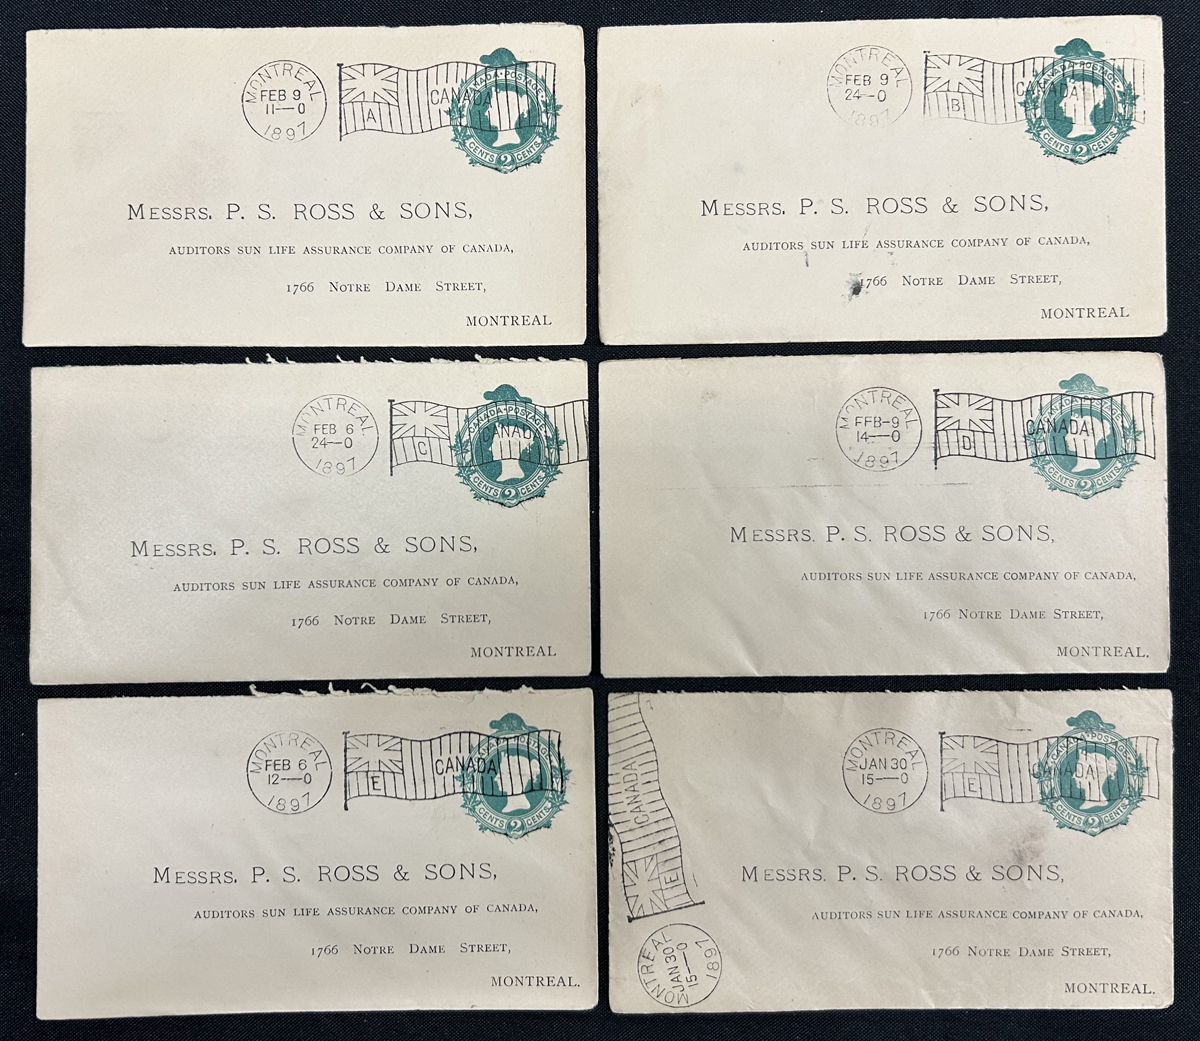 MONTREAL
FEB 9
11—0
1897
A
CANADA
CANADA·POSTAGE
CENTS 2 CENTS
MESSRS. P. S. ROSS & SONS,
AUDITORS SUN LIFE ASSURANCE COMPANY OF CANADA,
1766 NOTRE DAME STREET,
MONTREAL
MONTREAL
FEB 9
24—0
1897
B
CANADA
CANADA·POSTAGE
CENTS 2 CENTS
MESSRS. P. S. ROSS & SONS,
AUDITORS SUN LIFE ASSURANCE COMPANY OF CANADA,
1766 NOTRE DAME STREET,
MONTREAL
MONTREAL
FEB 6
24—0
1897
C
CANADA
CANADA·POSTAGE
CENTS 2 CENTS
MESSRS. P. S. ROSS & SONS,
AUDITORS SUN LIFE ASSURANCE COMPANY OF CANADA,
1766 NOTRE DAME STREET,
MONTREAL
MONTREAL
FEB—9
14—0
1897
D
CANADA
CANADA·POSTAGE
CENTS 2 CENTS
MESSRS. P. S. ROSS & SONS,
AUDITORS SUN LIFE ASSURANCE COMPANY OF CANADA,
1766 NOTRE DAME STREET,
MONTREAL.
MONTREAL
FEB 6
12—0
1897
E
CANADA
CANADA·POSTAGE
CENTS 2 CENTS
MESSRS. P. S. ROSS & SONS,
AUDITORS SUN LIFE ASSURANCE COMPANY OF CANADA,
1766 NOTRE DAME STREET,
MONTREAL.
MONTREAL
JAN 30
15—0
1897
E
CANADA
CANADA·POSTAGE
CENTS 2 CENTS
MESSRS. P. S. ROSS & SONS,
AUDITORS SUN LIFE ASSURANCE COMPANY OF CANADA,
1766 NOTRE DAME STREET,
MONTREAL.
CANADA
E
MONTREAL
JAN 30
15—0
1897